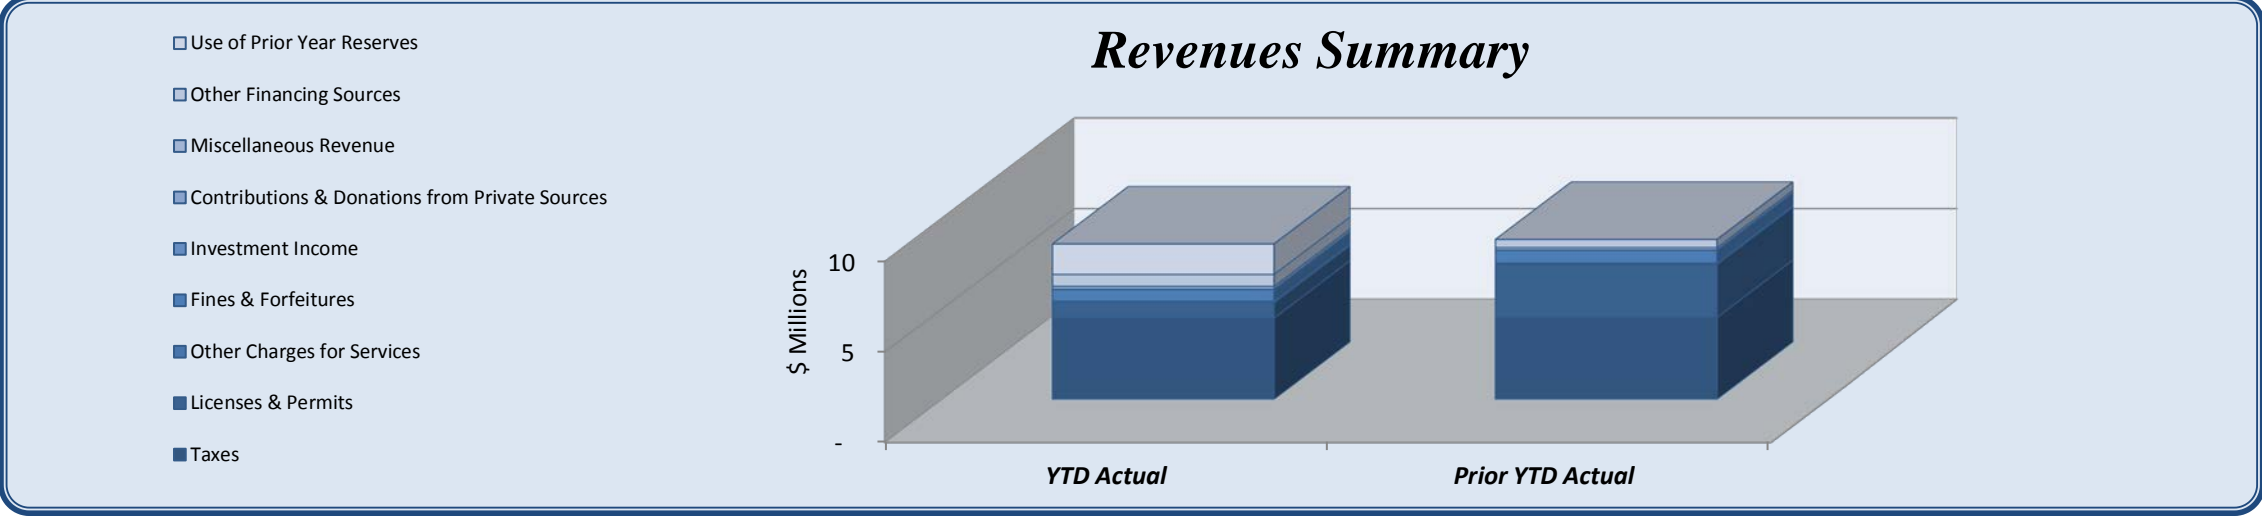 Revenues Summary
Use of Prior Year Reserves
Other Financing Sources
Miscellaneous Revenue
Contributions & Donations from Private Sources
Investment Income
Fines & Forfeitures
Other Charges for Services
Licenses & Permits
Taxes
$ Millions
10
5
-
YTD Actual
Prior YTD Actual